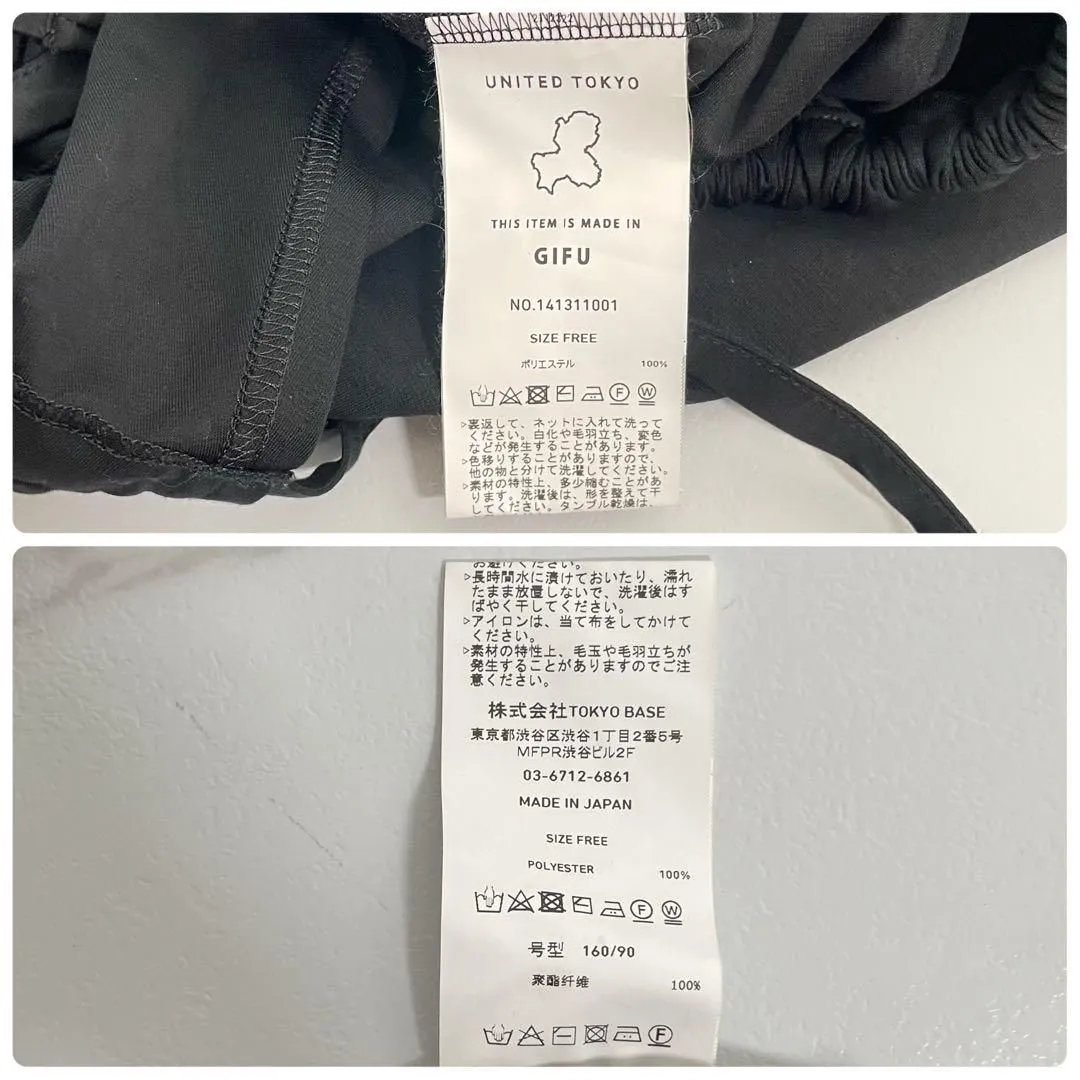 UNITED TOKYO
THIS ITEM IS MADE IN
GIFU
NO.141311001
SIZE FREE
ポリエステル 100%
F W
▷裏返して、ネットに入れて洗って
ください。白化や毛羽立ち、変色
などが発生することがあります。
▷色移りすることがありますので、
他の物と分けて洗濯してください。
▷素材の特性上、多少縮むことがあ
ります。洗濯後は、形を整えて干
してください。タンブル乾燥は、
お避けください。
▷長時間水に漬けておいたり、濡れ
たまま放置しないで、洗濯後はす
ばやく干してください。
▷アイロンは、当て布をしてかけて
ください。
▷素材の特性上、毛玉や毛羽立ちが
発生することがありますのでご注
意ください。
株式会社TOKYO BASE
東京都渋谷区渋谷1丁目2番5号
MFPR渋谷ビル2F
03-6712-6861
MADE IN JAPAN
SIZE FREE
POLYESTER 100%
F W
号型 160/90
聚酯纤维 100%
F